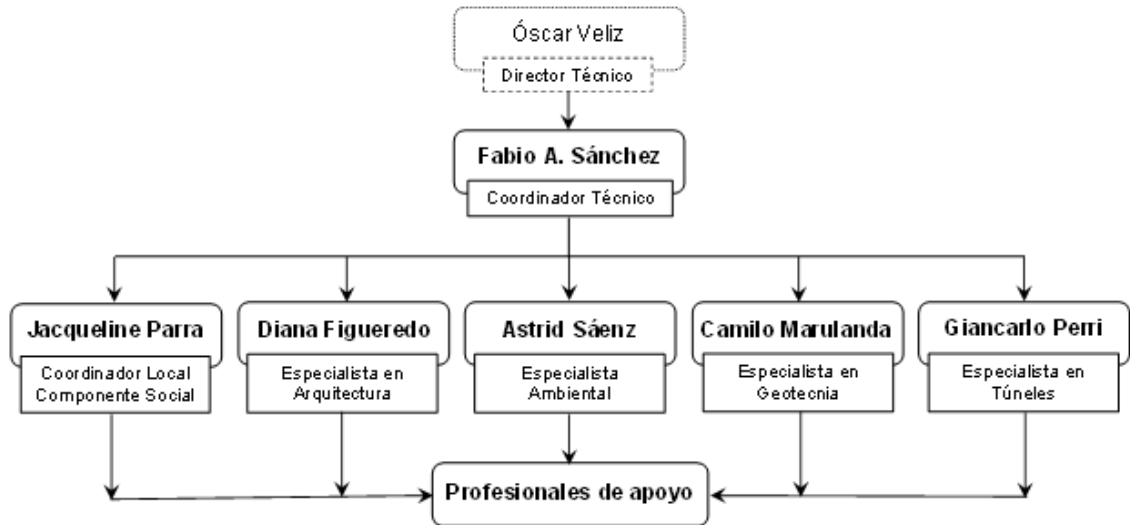 Óscar Veliz
Director Técnico
Fabio A. Sánchez
Coordinador Técnico
Jacqueline Parra
Coordinador Local
Componente Social
Diana Figueredo
Especialista en
Arquitectura
Astrid Sáenz
Especialista
Ambiental
Camilo Marulanda
Especialista en
Geotecnia
Giancarlo Perri
Especialista en
Túneles
Profesionales de apoyo